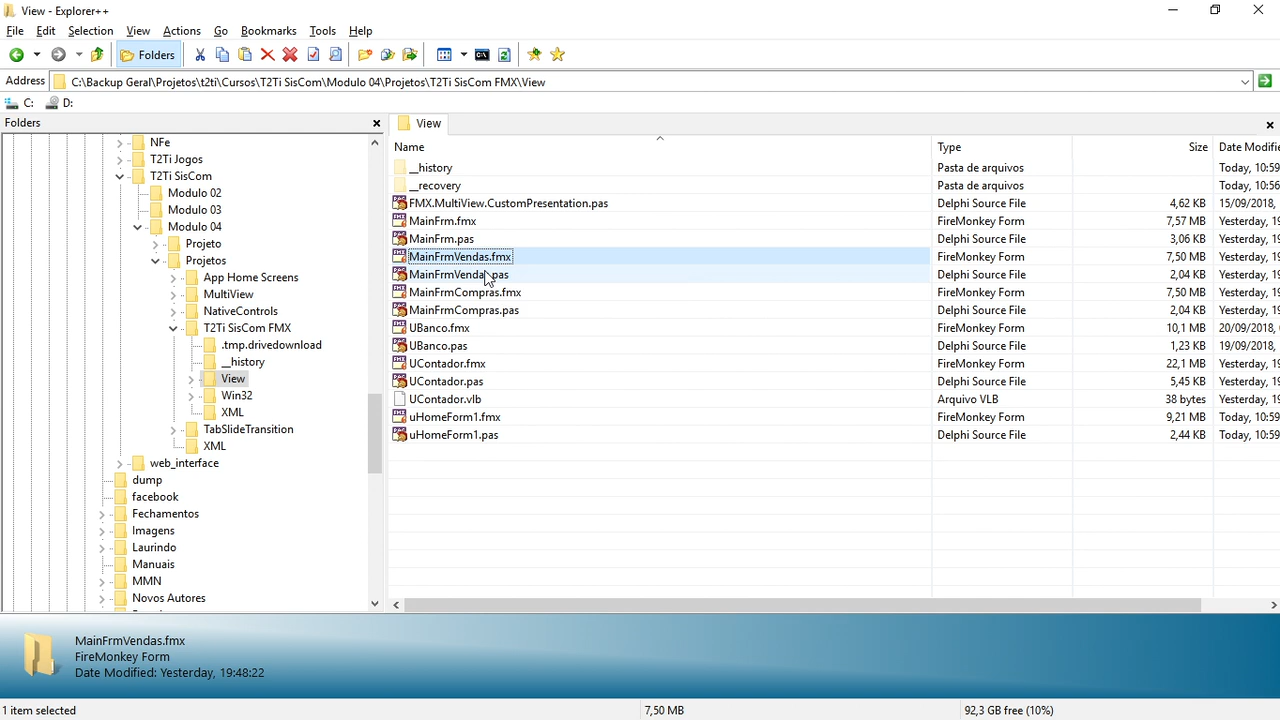 View - Explorer++
File Edit Selection View Actions Go Bookmarks Tools Help
Folders
Address C:\Backup Geral\Projetos\t2ti\Cursos\T2Ti SisCom\Modulo 04\Projetos\T2Ti SisCom FMX\View
C: D:
Folders
NFe
T2Ti Jogos
T2Ti SisCom
Modulo 02
Modulo 03
Modulo 04
Projeto
Projetos
App Home Screens
MultiView
NativeControls
T2Ti SisCom FMX
.tmp.drivedownload
__history
View
Win32
XML
TabSlideTransition
XML
web_interface
dump
facebook
Fechamentos
Imagens
Laurindo
Manuais
MMN
Novos Autores
View
Name Type Size Date Modifie
__history Pasta de arquivos Today, 10:59
__recovery Pasta de arquivos Today, 10:56
FMX.MultiView.CustomPresentation.pas Delphi Source File 4,62 KB 15/09/2018,
MainFrm.fmx FireMonkey Form 7,57 MB Yesterday, 19
MainFrm.pas Delphi Source File 3,06 KB Yesterday, 19
MainFrmVendas.fmx FireMonkey Form 7,50 MB Yesterday, 19
MainFrmVendas.pas Delphi Source File 2,04 KB Yesterday, 19
MainFrmCompras.fmx FireMonkey Form 7,50 MB Yesterday, 19
MainFrmCompras.pas Delphi Source File 2,04 KB Yesterday, 19
UBanco.fmx FireMonkey Form 10,1 MB 20/09/2018,
UBanco.pas Delphi Source File 1,23 KB 19/09/2018,
UContador.fmx FireMonkey Form 22,1 MB Yesterday, 19
UContador.pas Delphi Source File 5,45 KB Yesterday, 19
UContador.vlb Arquivo VLB 38 bytes Yesterday, 19
uHomeForm1.fmx FireMonkey Form 9,21 MB Today, 10:59
uHomeForm1.pas Delphi Source File 2,44 KB Today, 10:59
MainFrmVendas.fmx
FireMonkey Form
Date Modified: Yesterday, 19:48:22
1 item selected 7,50 MB 92,3 GB free (10%)